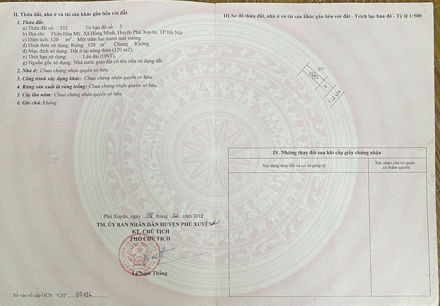 II. Thửa đất, nhà ở và tài sản khác gắn liền với đất
1. Thửa đất:
a) Thửa đất số: 332 Tờ bản đồ số: 5
b) Địa chỉ: Thôn Hòa Mỹ, Xã Hồng Minh, Huyện Phú Xuyên, TP Hà Nội
c) Diện tích: 120 m², Một trăm hai mươi mét vuông
d) Hình thức sử dụng: Riêng 120 m² Chung Không
đ) Mục đích sử dụng: Đất ở tại nông thôn (120 m2).
e) Thời hạn sử dụng: Lâu dài (ONT).
g) Nguồn gốc sử dụng: Nhà nước giao đất có thu tiền sử dụng đất
2. Nhà ở: Chưa chứng nhận quyền sở hữu
3. Công trình xây dựng khác: Chưa chứng nhận quyền sở hữu
4. Rừng sản xuất là rừng trồng: Chưa chứng nhận quyền sở hữu
5. Cây lâu năm: Chưa chứng nhận quyền sở hữu
6. Ghi chú: Không
Phú Xuyên, ngày tháng năm 2012
TM. ỦY BAN NHÂN DÂN HUYỆN PHÚ XUYÊN
KT. CHỦ TỊCH
PHÓ CHỦ TỊCH
Lê Ngọc Thắng
Số vào sổ cấp GCN: "CH"
III. Sơ đồ thửa đất, nhà ở và tài sản khác gắn liền với đất - Trích lục bản đồ - Tỷ lệ 1:500
IV. Những thay đổi sau khi cấp giấy chứng nhận
Nội dung thay đổi và cơ sở pháp lý
Xác nhận của cơ quan
có thẩm quyền